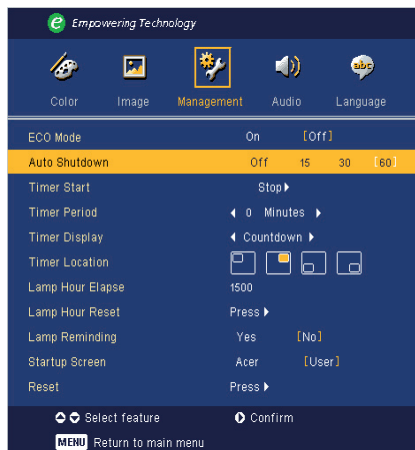 e Empowering Technology
abc
Color Image Management Audio Language
ECO Mode On [Off]
Auto Shutdown Off 15 30 [60]
Timer Start Stop
Timer Period 0 Minutes
Timer Display Countdown
Timer Location
Lamp Hour Elapse 1500
Lamp Hour Reset Press
Lamp Reminding Yes [No]
Startup Screen Acer [User]
Reset Press
Select feature Confirm
MENU Return to main menu